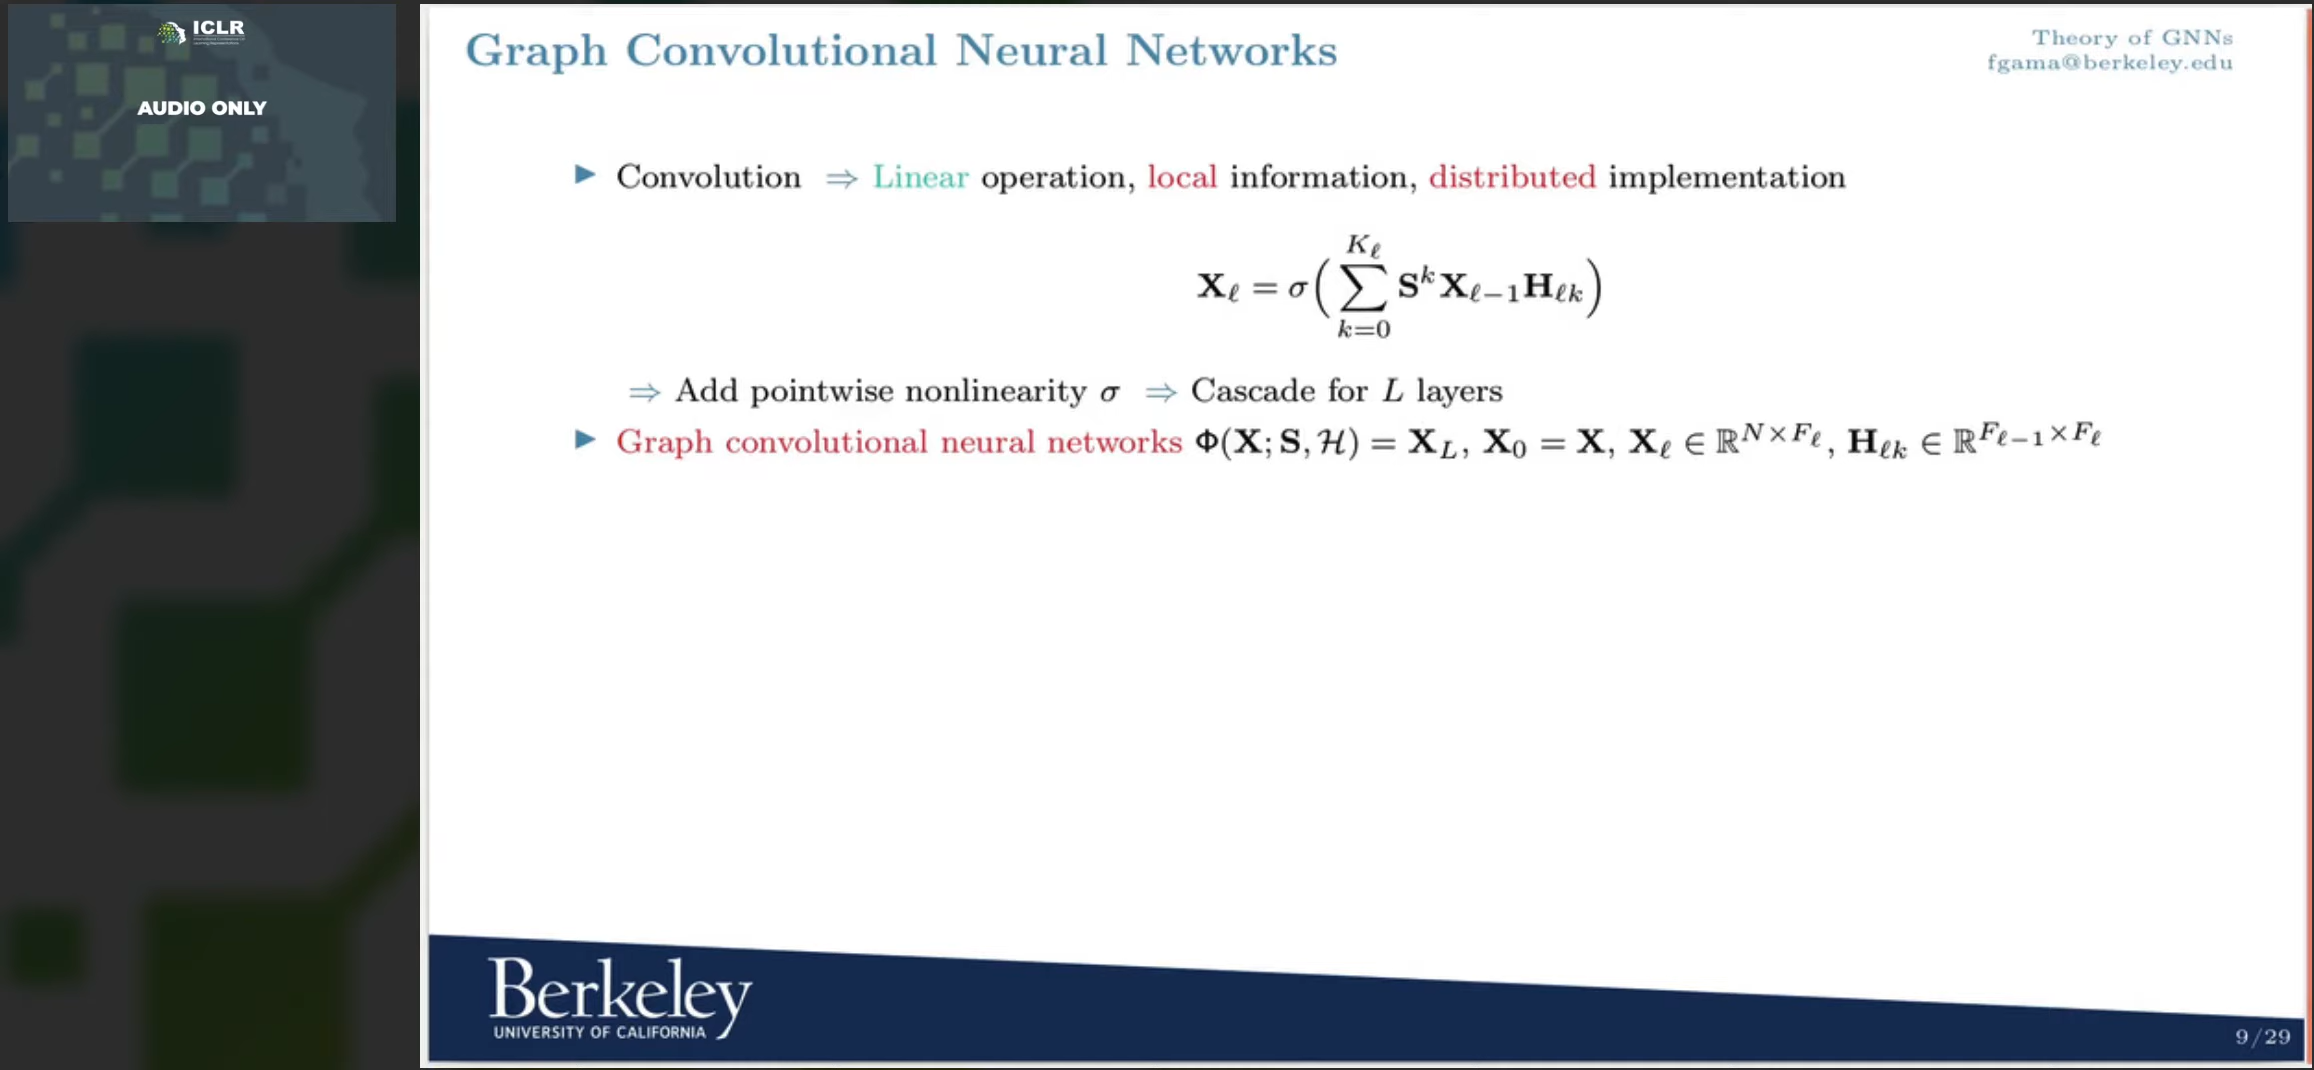 ICLR
AUDIO ONLY
Graph Convolutional Neural Networks
Theory of GNNs
fgama@berkeley.edu
► Convolution ⇒ Linear operation, local information, distributed implementation
X_ℓ = σ( ∑_{k=0}^{K_ℓ} S^k X_{ℓ−1} H_{ℓk} )
⇒ Add pointwise nonlinearity σ ⇒ Cascade for L layers
► Graph convolutional neural networks Φ(X; S, ℋ) = X_L, X_0 = X, X_ℓ ∈ ℝ^{N×F_ℓ}, H_{ℓk} ∈ ℝ^{F_{ℓ−1}×F_ℓ}
Berkeley
UNIVERSITY OF CALIFORNIA
9/29